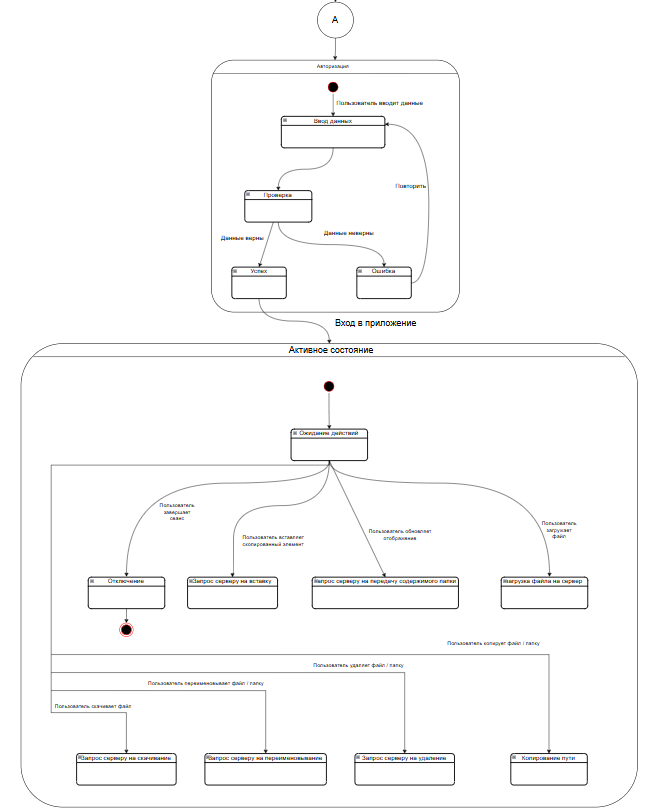 А
Авторизация
Пользователь вводит данные
Ввод данных
Повторить
Проверка
Данные верны
Данные неверны
Успех
Ошибка
Вход в приложение
Активное состояние
Ожидание действий
Пользователь
завершает
сеанс
Пользователь вставляет
скопированный элемент
Пользователь обновляет
отображение
Пользователь
загружает
файл
Отключение
Запрос серверу на вставку
Запрос серверу на передачу содержимого папки
Загрузка файла на сервер
Пользователь копирует файл / папку
Пользователь удаляет файл / папку
Пользователь переименовывает файл / папку
Пользователь скачивает файл
Запрос серверу на скачивание
Запрос серверу на переименовывание
Запрос серверу на удаление
Копирование пути